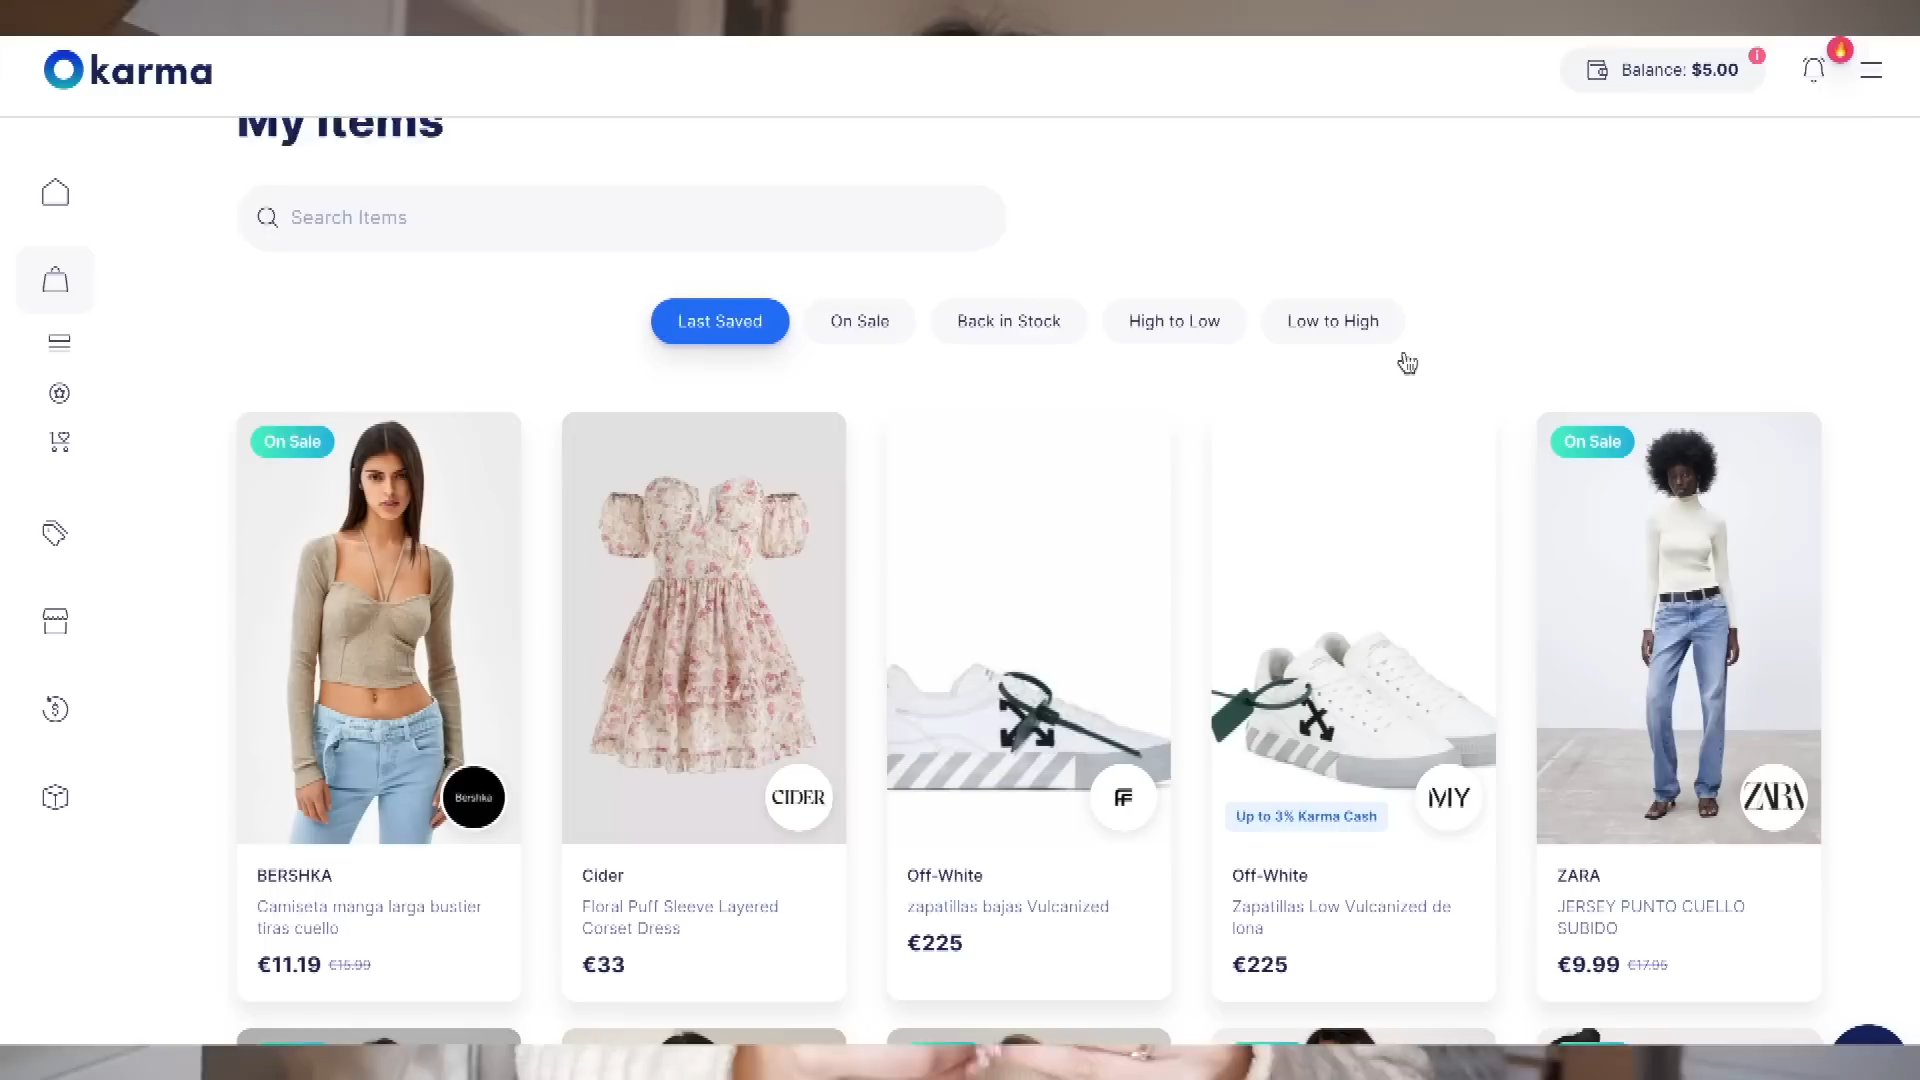 karma
Balance: $5.00
My Items
Search Items
Last Saved
On Sale
Back in Stock
High to Low
Low to High
On Sale
On Sale
Bershka
CIDER
MY
ZARA
Up to 3% Karma Cash
BERSHKA
Camiseta manga larga bustier
tiras cuello
€11.19 €15.99
Cider
Floral Puff Sleeve Layered
Corset Dress
€33
Off-White
zapatillas bajas Vulcanized
€225
Off-White
Zapatillas Low Vulcanized de
lona
€225
ZARA
JERSEY PUNTO CUELLO
SUBIDO
€9.99 €17.95